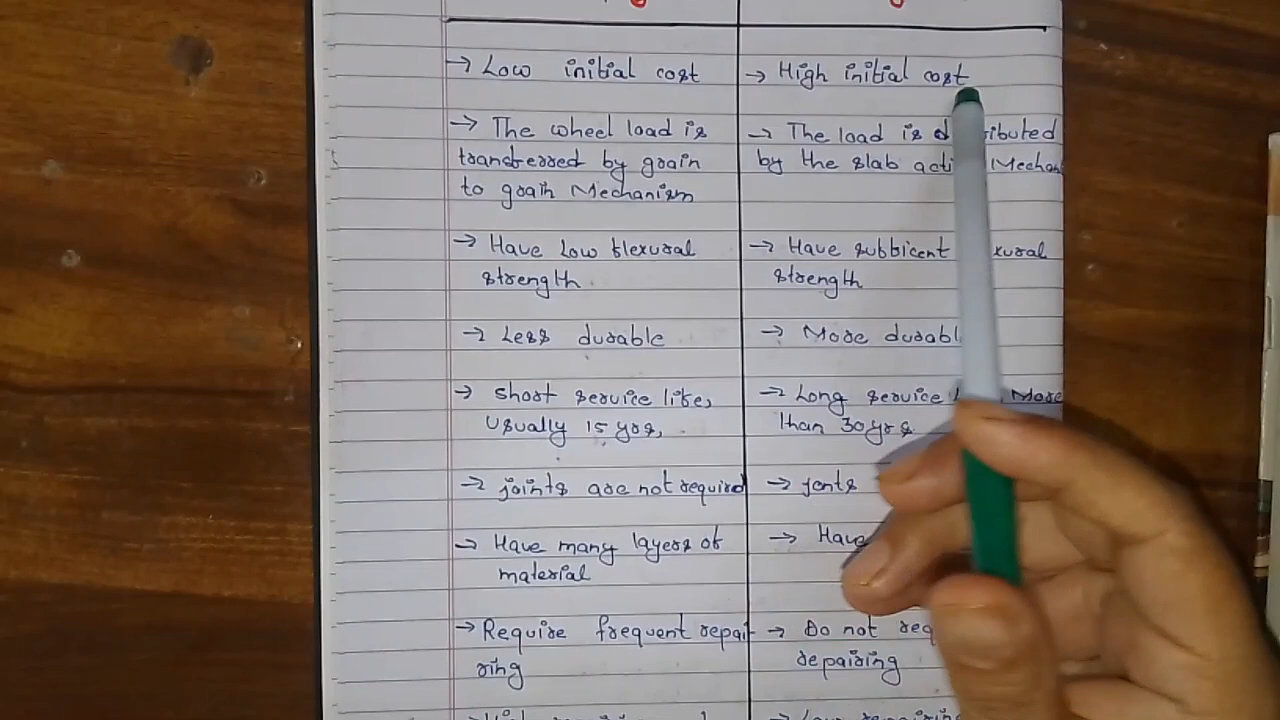 → Low initial cost
→ The wheel load is
transferred by grain
to grain Mechanism
→ Have Low flexural
strength.
→ Less durable
→ short service life,
Usually 15 yrs,
→ joints are not required
→ Have many layers of
material
→ Require frequent repai
ring
→ High initial cost
→ The load is
by the slab
→ Have sufficent
strength
→ More
→ Long service More
than 30 yrs
→ jonts
→ Have
→ Do not
repairing